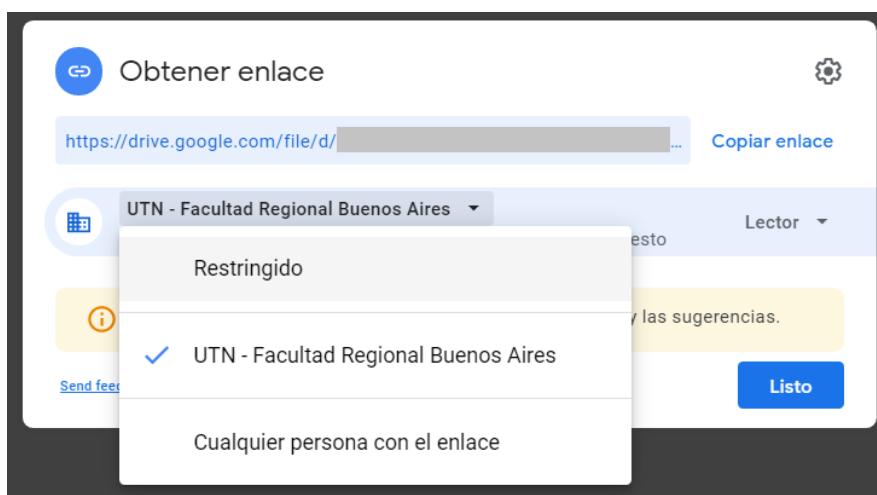 Obtener enlace
https://drive.google.com/file/d/ ... Copiar enlace
UTN - Facultad Regional Buenos Aires
esto Lector
Restringido
y las sugerencias.
UTN - Facultad Regional Buenos Aires
Send feed Listo
Cualquier persona con el enlace